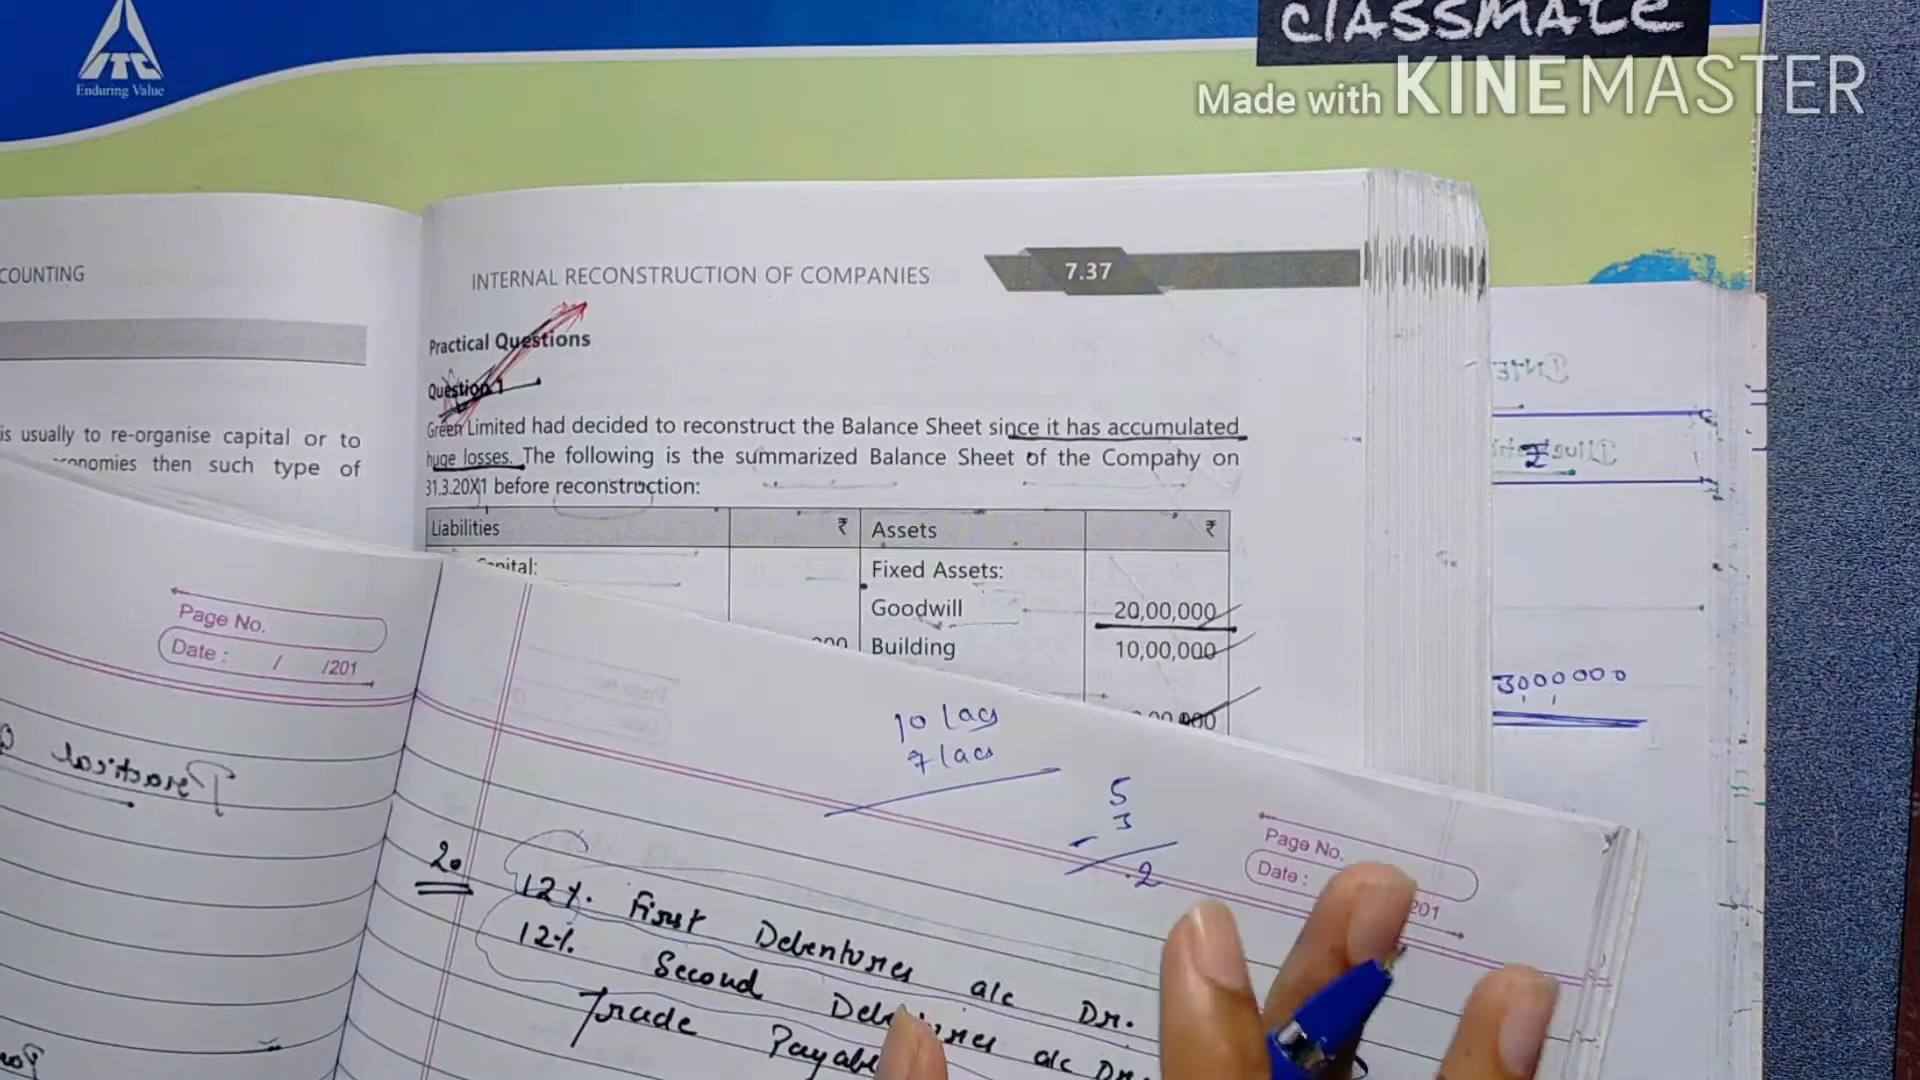 ITC
Enduring Value
CLASSMATE
Made with KINEMASTER
COUNTING
is usually to re-organise capital or to
economies then such type of
INTERNAL RECONSTRUCTION OF COMPANIES
7.37
Practical Questions
Question 1
Green Limited had decided to reconstruct the Balance Sheet since it has accumulated
huge losses. The following is the summarized Balance Sheet of the Company on
31.3.20X1 before reconstruction:
Liabilities ₹ Assets ₹
Capital: Fixed Assets:
Goodwill 20,00,000
000 Building 10,00,000
000
3000000
Page No.
Date : / /201
10 lacs
7 lacs
5
3
- 2
Page No.
Date : 201
20
12%. First Debentures a/c Dr.
12%. Second Debentures a/c Dr.
Trade Payable